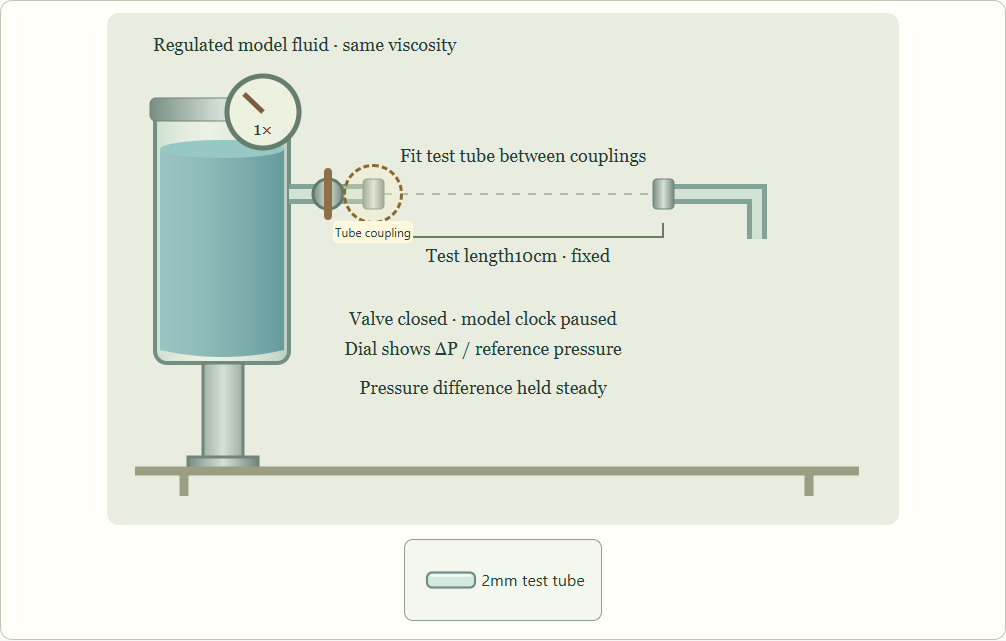 Regulated model fluid · same viscosity
1×
Fit test tube between couplings
Tube coupling
Test length10cm · fixed
Valve closed · model clock paused
Dial shows ΔP / reference pressure
Pressure difference held steady
2mm test tube